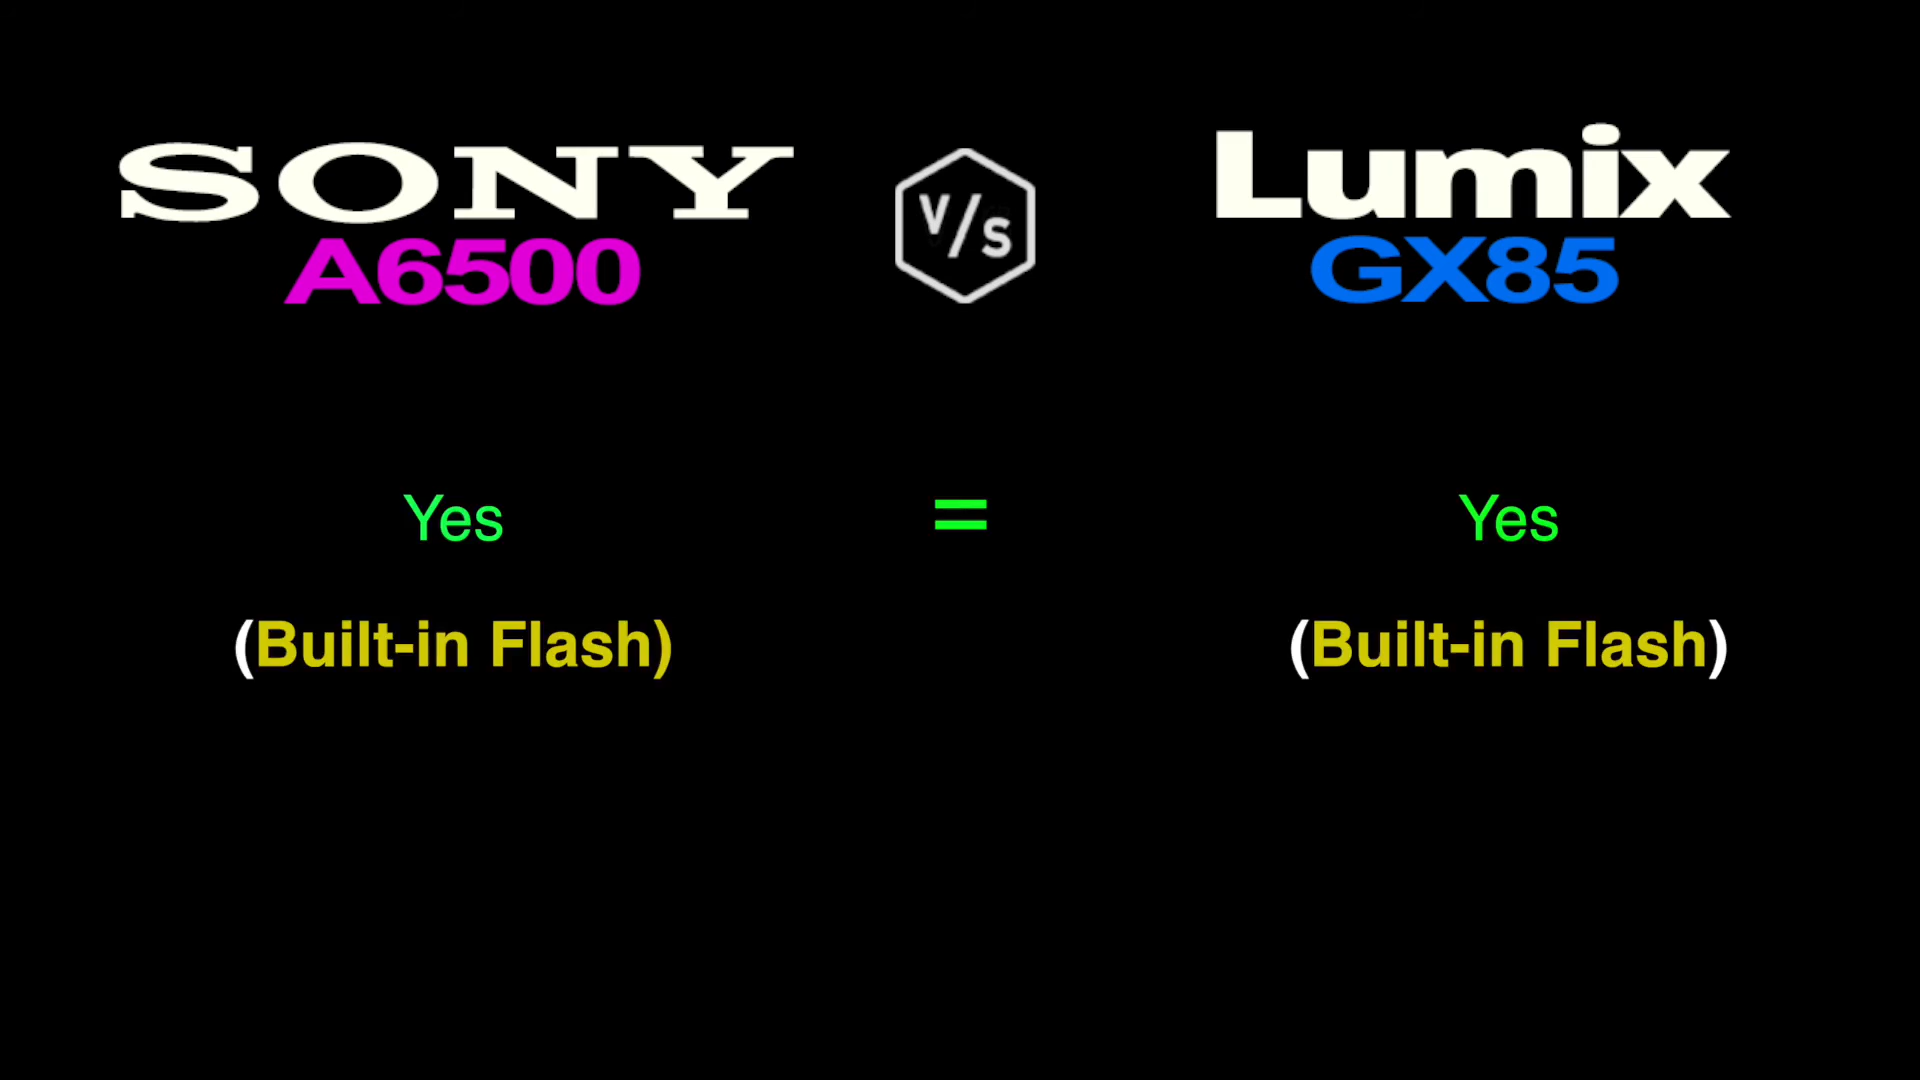 SONY V/S Lumix
A6500 GX85
Yes = Yes
(Built-in Flash) (Built-in Flash)